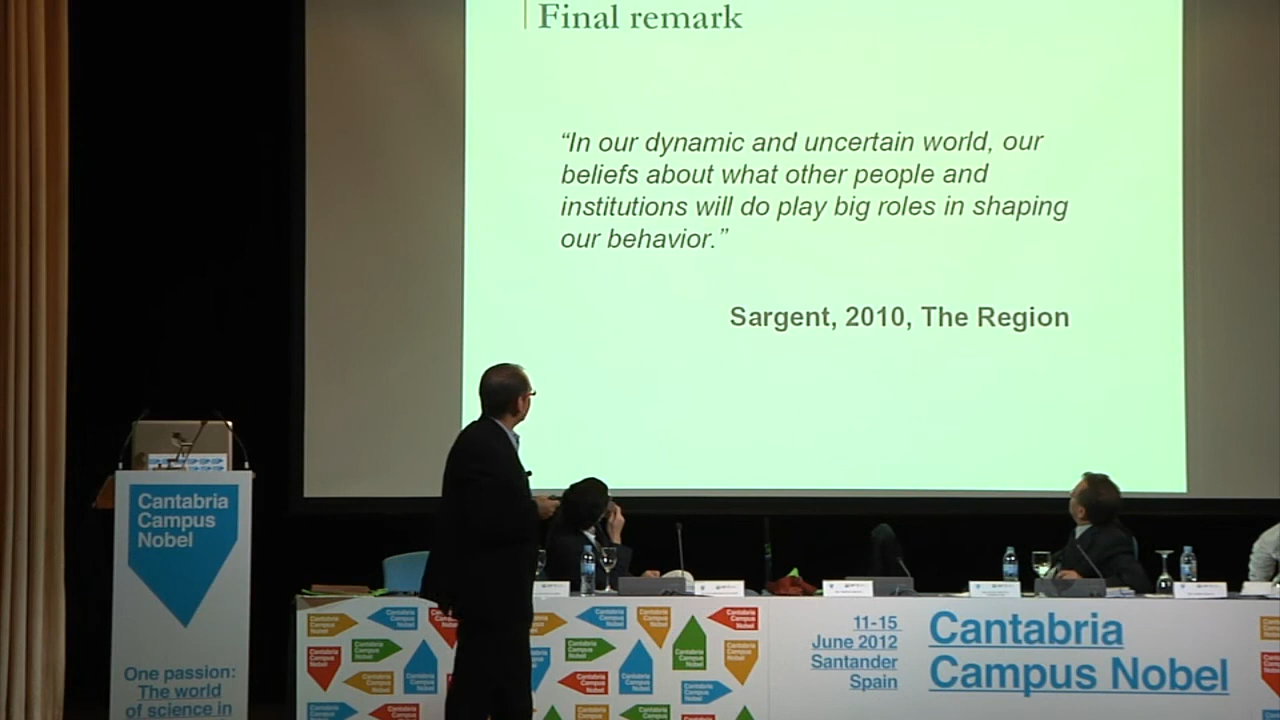 Final remark
“In our dynamic and uncertain world, our
beliefs about what other people and
institutions will do play big roles in shaping
our behavior.”
Sargent, 2010, The Region
Cantabria
Campus
Nobel
One passion:
The world
of science in
11-15
June 2012
Santander
Spain
Cantabria
Campus Nobel